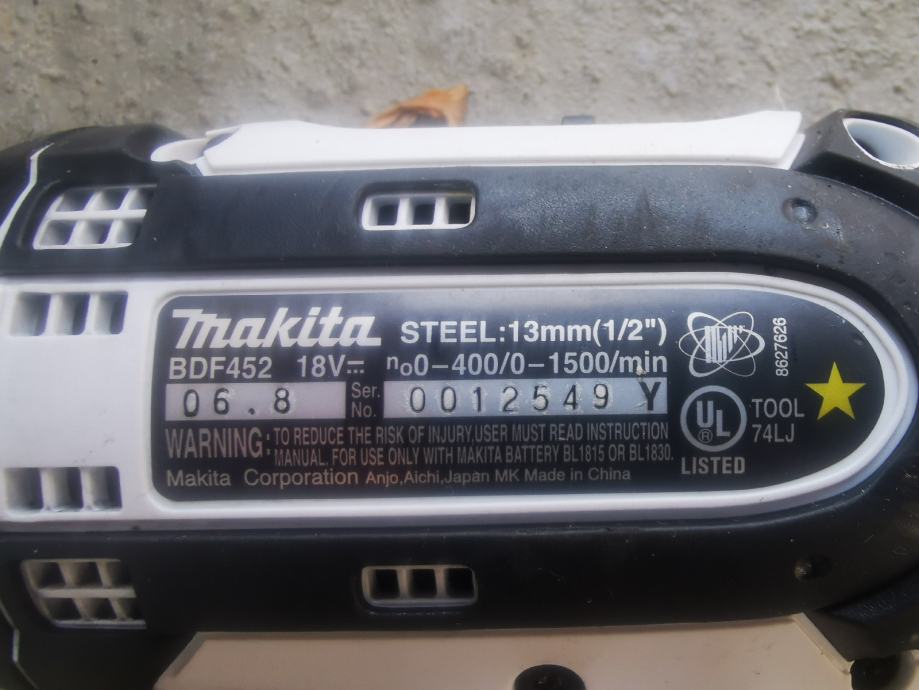 makita STEEL:13mm(1/2")
BDF452 18V⎓ n₀0-400/0-1500/min
06.8 Ser. No. 0012549 Y
WARNING: TO REDUCE THE RISK OF INJURY.USER MUST READ INSTRUCTION
MANUAL. FOR USE ONLY WITH MAKITA BATTERY BL1815 OR BL1830.
Makita Corporation Anjo,Aichi,Japan MK Made in China
8627626
UL ®
LISTED
TOOL
74LJ